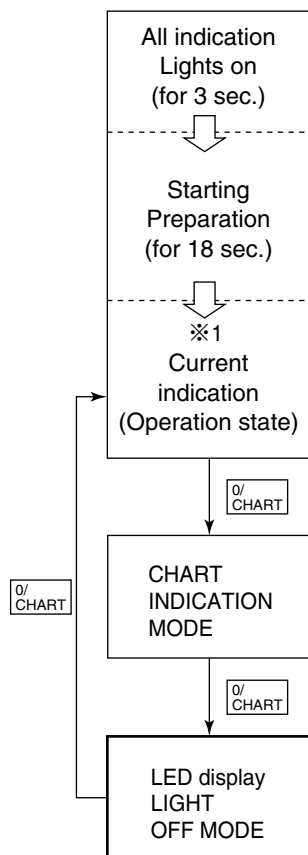 All indication
Lights on
(for 3 sec.)
Starting
Preparation
(for 18 sec.)
※1
Current
indication
(Operation state)
0/
CHART
CHART
INDICATION
MODE
0/
CHART
0/
CHART
LED display
LIGHT
OFF MODE